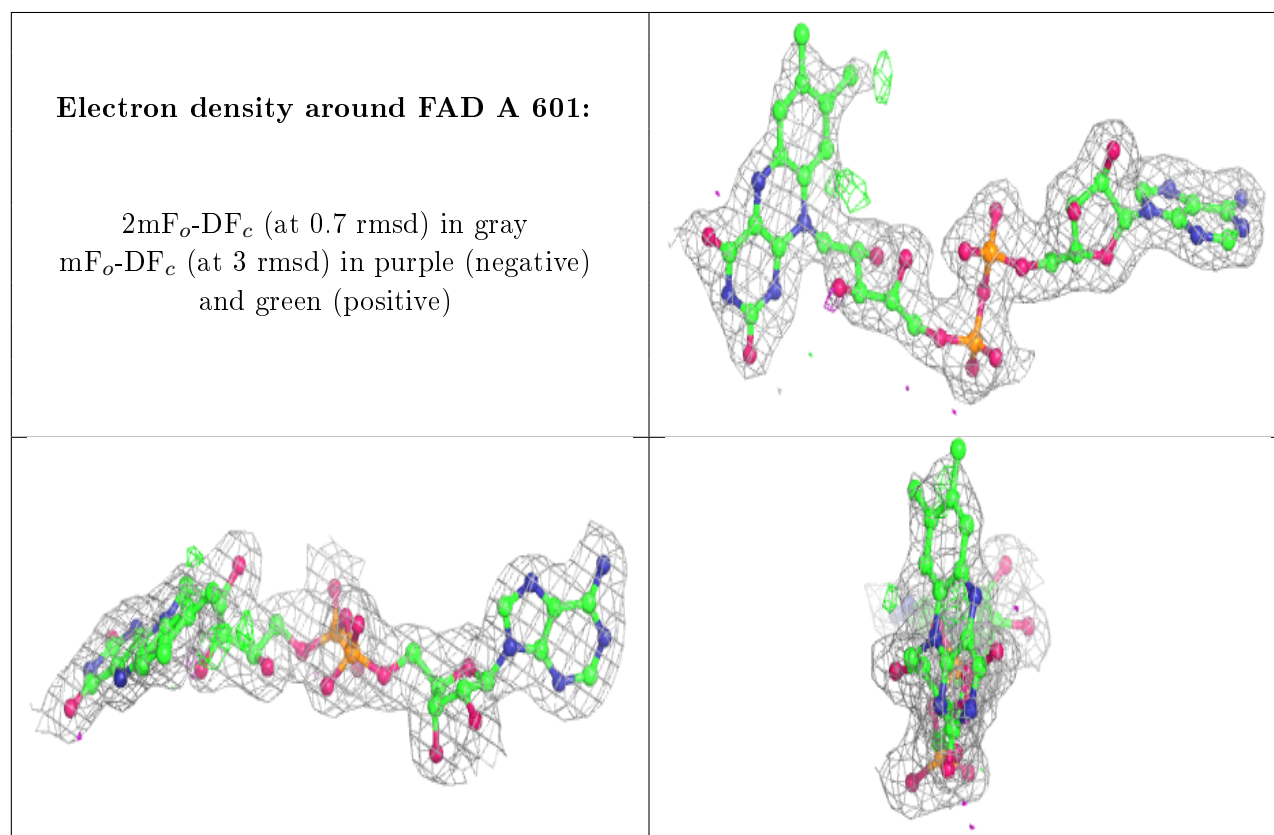 Electron density around FAD A 601:
2mFo-DFc (at 0.7 rmsd) in gray
mFo-DFc (at 3 rmsd) in purple (negative)
and green (positive)